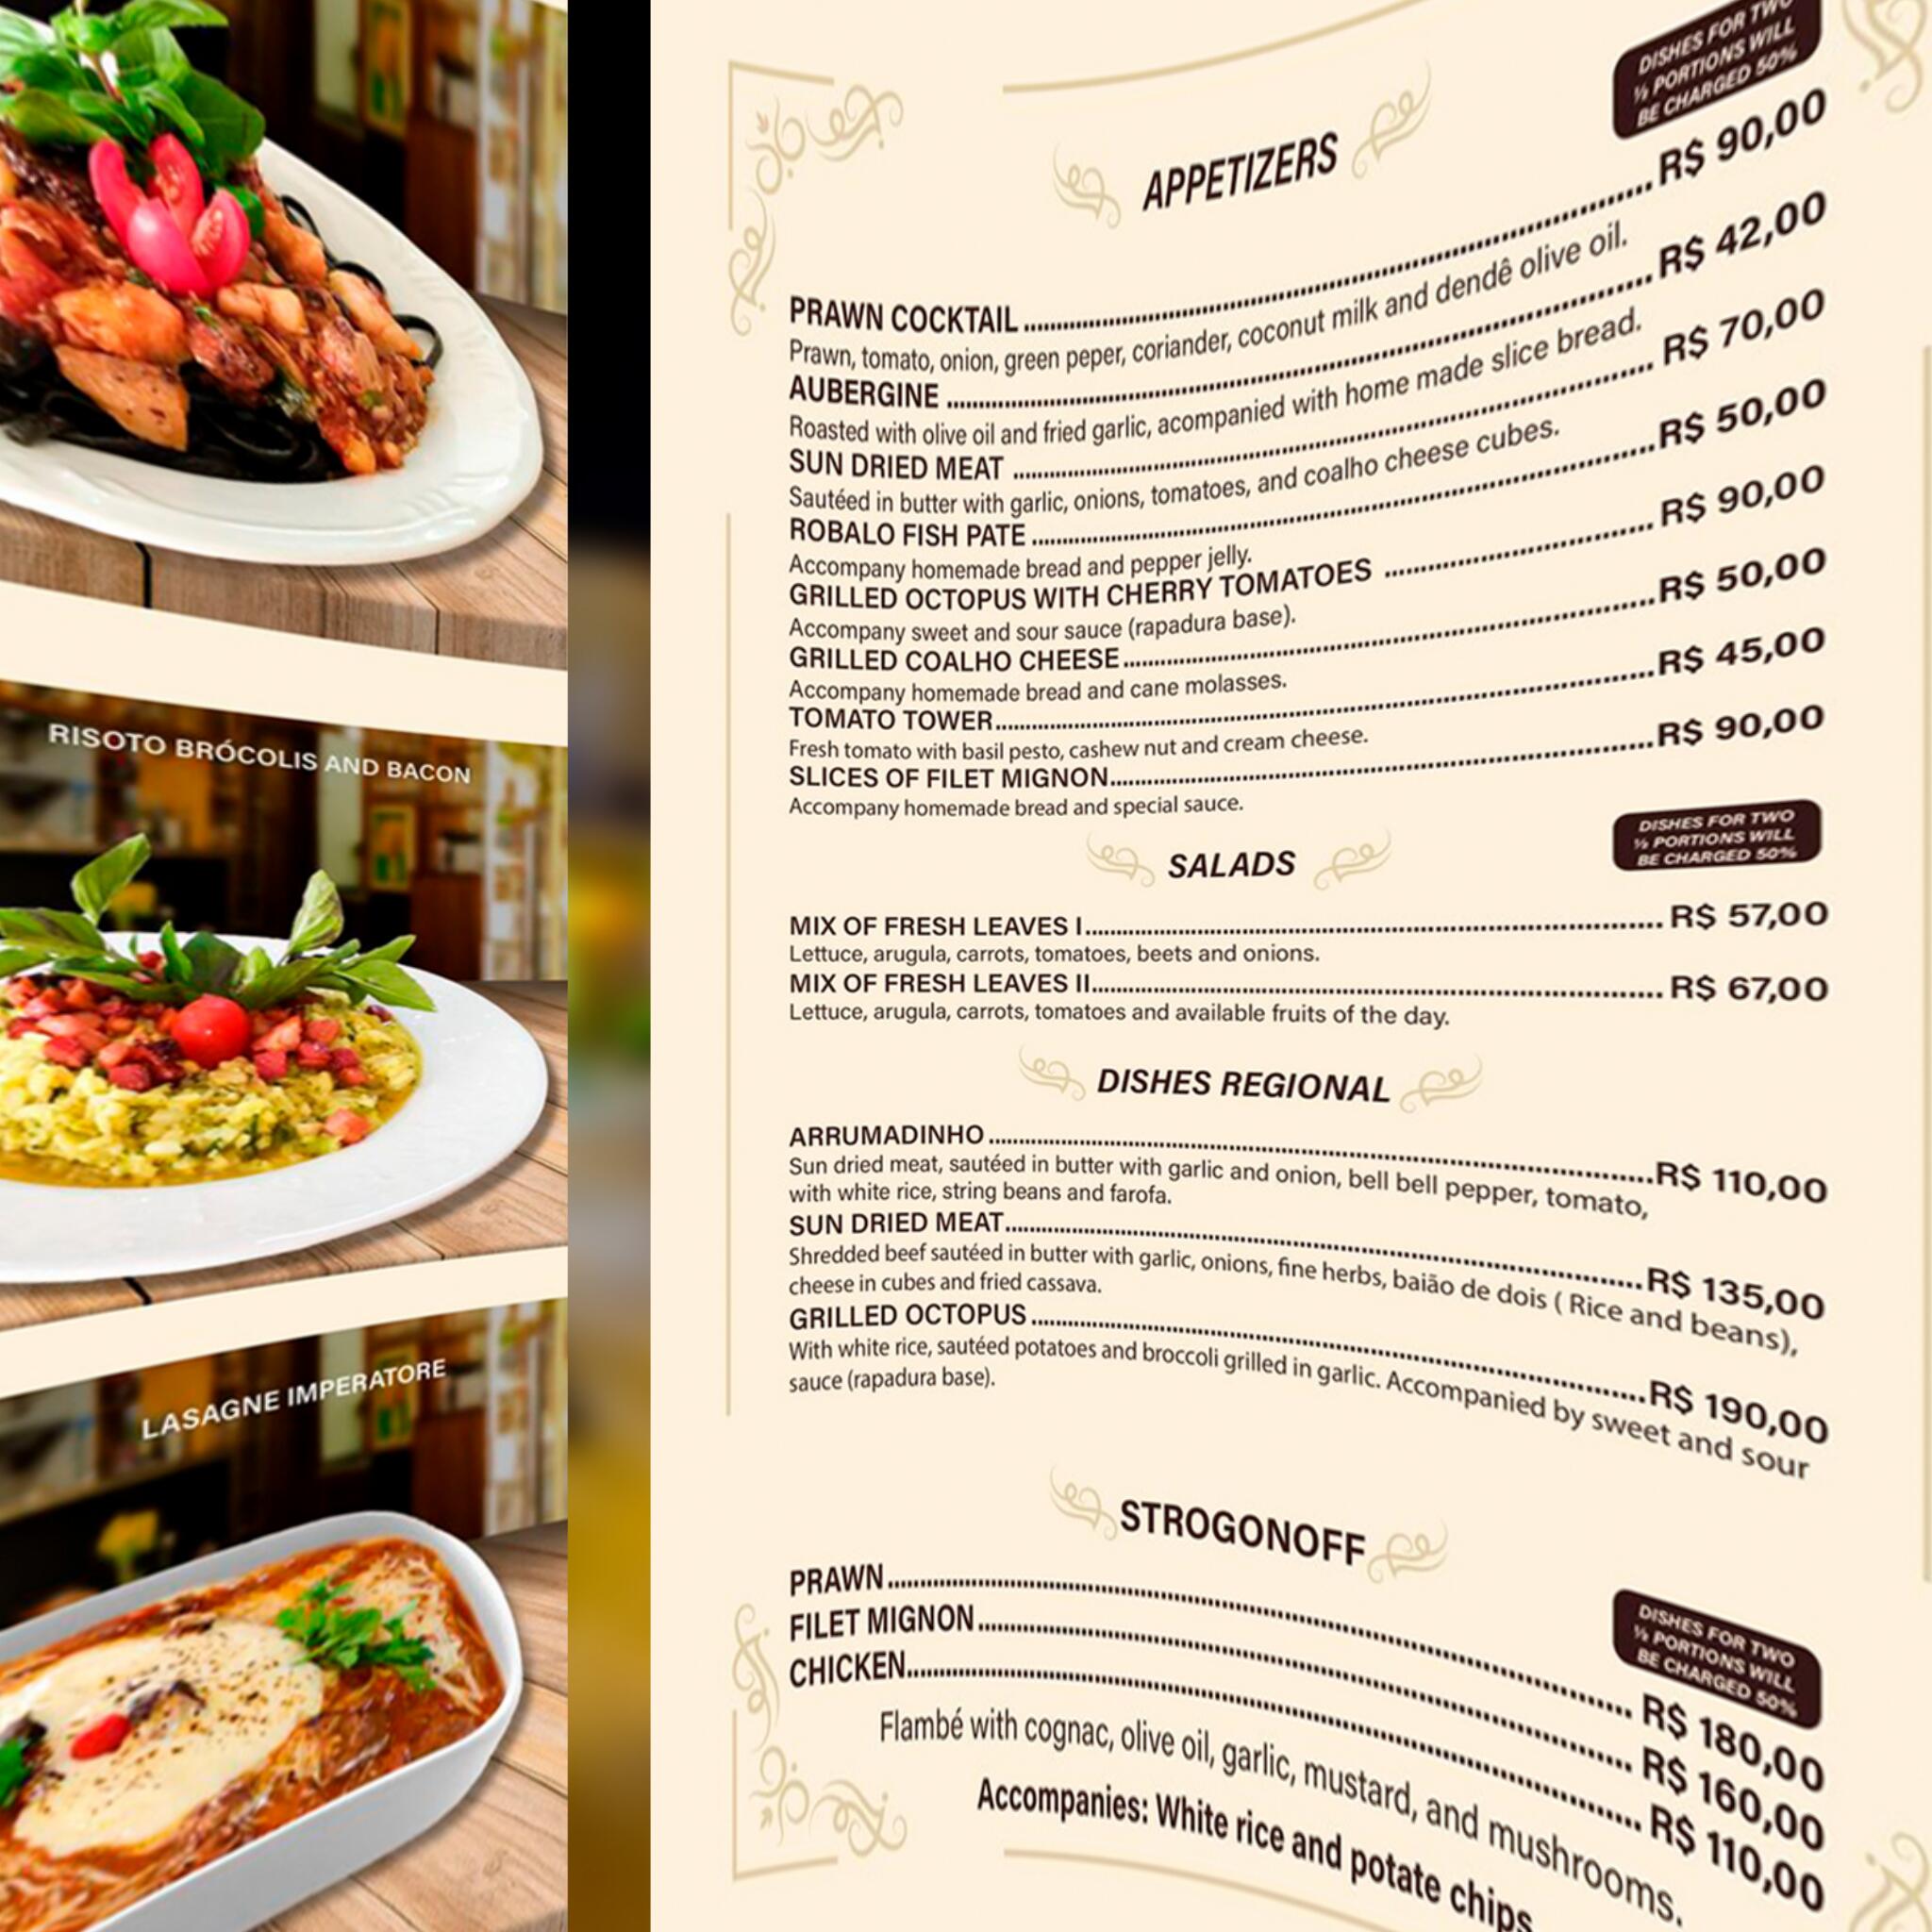 RISOTO BRÓCOLIS AND BACON
LASAGNE IMPERATORE
DISHES FOR TWO
½ PORTIONS WILL
BE CHARGED 50%
APPETIZERS
PRAWN COCKTAIL R$ 90,00
Prawn, tomato, onion, green peper, coriander, coconut milk and dendê olive oil.
AUBERGINE R$ 42,00
Roasted with olive oil and fried garlic, acompanied with home made slice bread.
SUN DRIED MEAT R$ 70,00
Sautéed in butter with garlic, onions, tomatoes, and coalho cheese cubes.
ROBALO FISH PATE R$ 50,00
Accompany homemade bread and pepper jelly.
GRILLED OCTOPUS WITH CHERRY TOMATOES R$ 90,00
Accompany sweet and sour sauce (rapadura base).
GRILLED COALHO CHEESE R$ 50,00
Accompany homemade bread and cane molasses.
TOMATO TOWER R$ 45,00
Fresh tomato with basil pesto, cashew nut and cream cheese.
SLICES OF FILET MIGNON R$ 90,00
Accompany homemade bread and special sauce.
DISHES FOR TWO
½ PORTIONS WILL
BE CHARGED 50%
SALADS
MIX OF FRESH LEAVES I R$ 57,00
Lettuce, arugula, carrots, tomatoes, beets and onions.
MIX OF FRESH LEAVES II R$ 67,00
Lettuce, arugula, carrots, tomatoes and available fruits of the day.
DISHES REGIONAL
ARRUMADINHO R$ 110,00
Sun dried meat, sautéed in butter with garlic and onion, bell bell pepper, tomato,
with white rice, string beans and farofa.
SUN DRIED MEAT R$ 135,00
Shredded beef sautéed in butter with garlic, onions, fine herbs, baião de dois ( Rice and beans),
cheese in cubes and fried cassava.
GRILLED OCTOPUS R$ 190,00
With white rice, sautéed potatoes and broccoli grilled in garlic. Accompanied by sweet and sour
sauce (rapadura base).
STROGONOFF
DISHES FOR TWO
½ PORTIONS WILL
BE CHARGED 50%
PRAWN R$ 180,00
FILET MIGNON R$ 160,00
CHICKEN R$ 110,00
Flambé with cognac, olive oil, garlic, mustard, and mushrooms.
Accompanies: White rice and potate chips